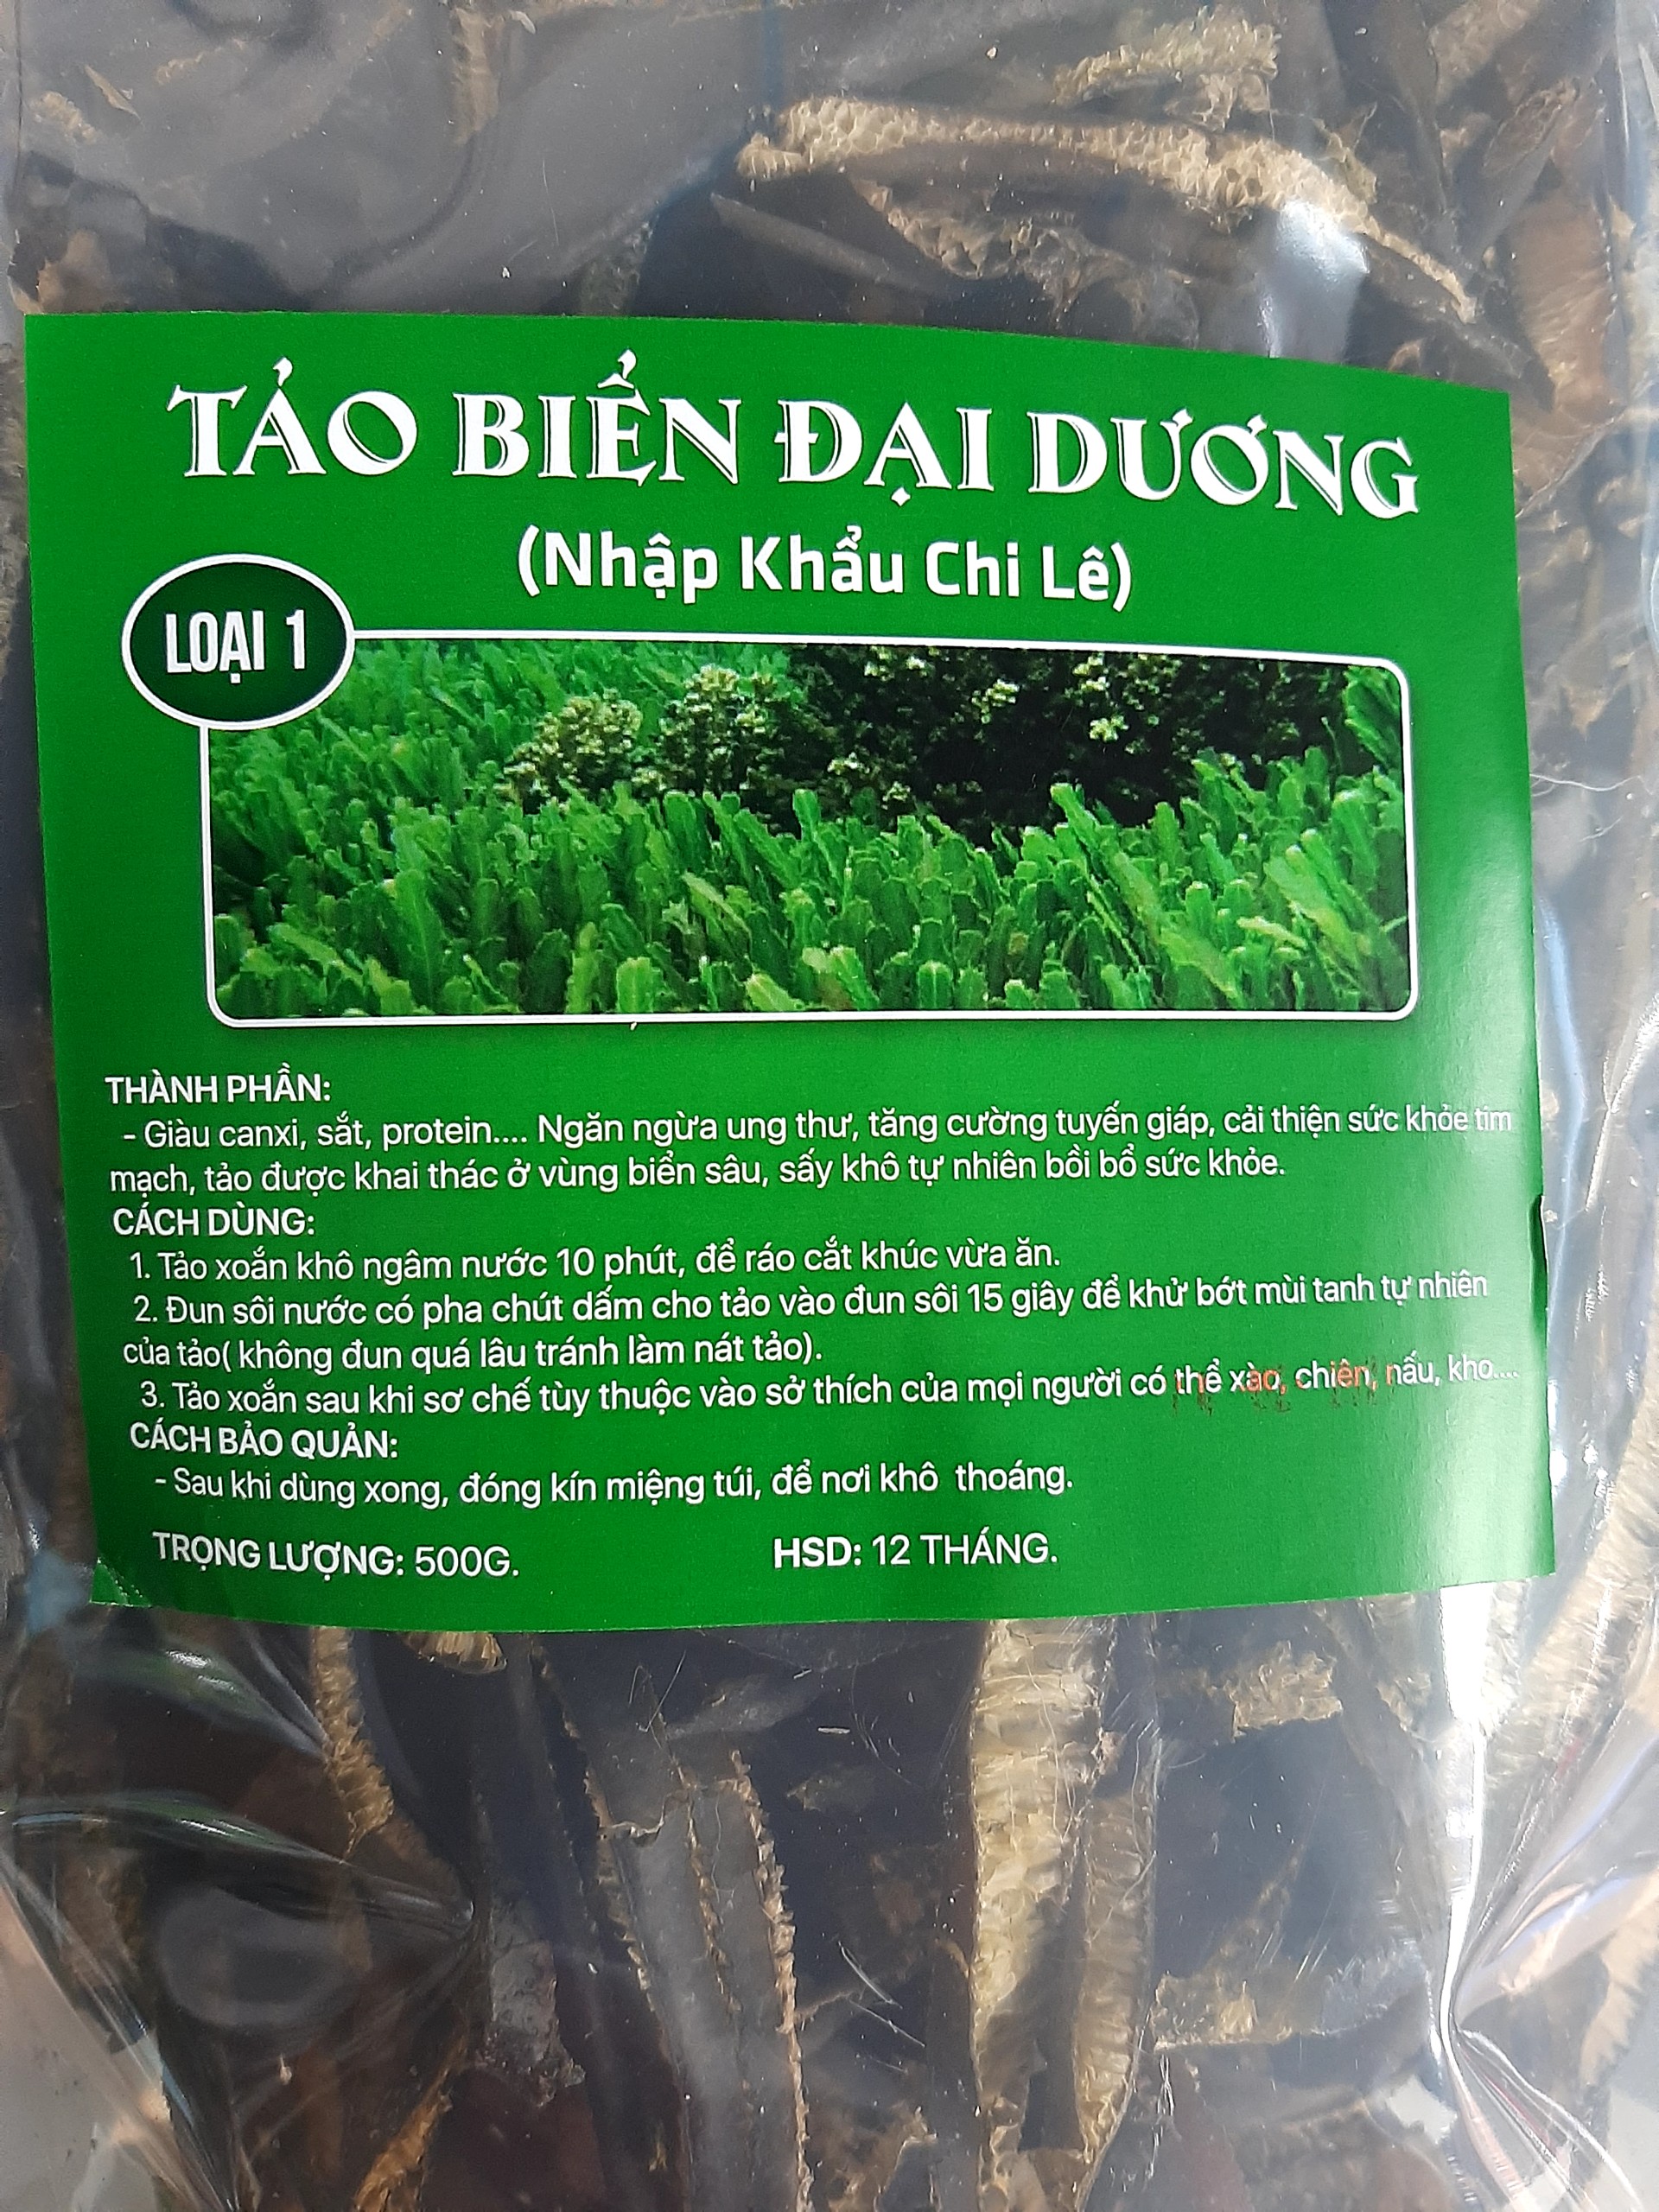 TẢO BIỂN ĐẠI DƯƠNG
(Nhập Khẩu Chi Lê)
LOẠI 1
THÀNH PHẦN:
- Giàu canxi, sắt, protein.... Ngăn ngừa ung thư, tăng cường tuyến giáp, cải thiện sức khỏe tim
mạch, tảo được khai thác ở vùng biển sâu, sấy khô tự nhiên bồi bổ sức khỏe.
CÁCH DÙNG:
1. Tảo xoắn khô ngâm nước 10 phút, để ráo cắt khúc vừa ăn.
2. Đun sôi nước có pha chút dấm cho tảo vào đun sôi 15 giây để khử bớt mùi tanh tự nhiên
của tảo( không đun quá lâu tránh làm nát tảo).
3. Tảo xoắn sau khi sơ chế tùy thuộc vào sở thích của mọi người có thể xào, chiên, nấu, kho....
CÁCH BẢO QUẢN:
- Sau khi dùng xong, đóng kín miệng túi, để nơi khô thoáng.
TRỌNG LƯỢNG: 500G. HSD: 12 THÁNG.